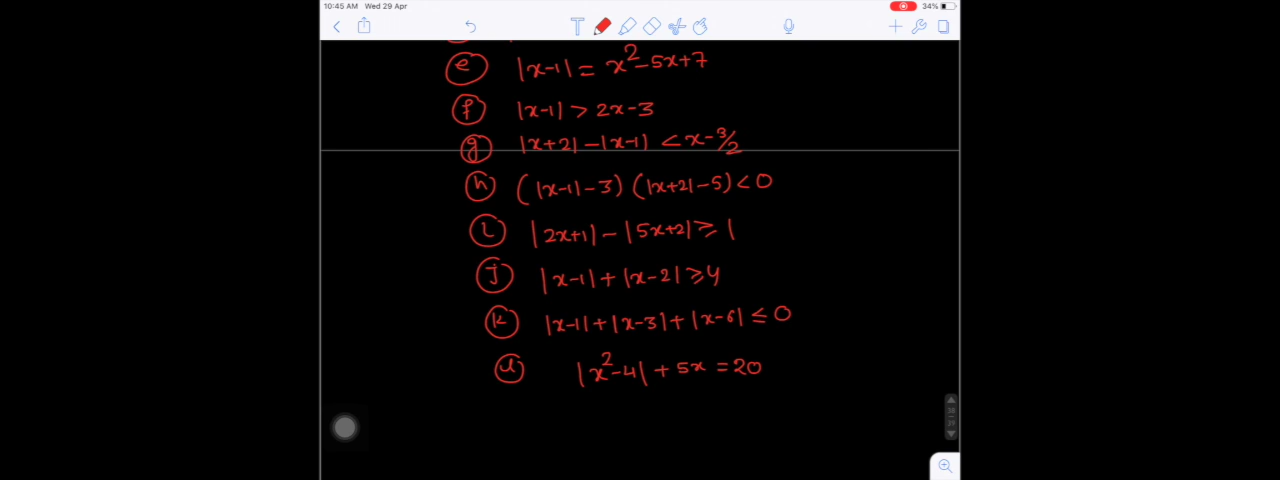 10:45 AM Wed 29 Apr 34%
T
e |x-1| = x²-5x+7
f |x-1| > 2x-3
g |x+2| - |x-1| < x-3/2
h (|x-1|-3)(|x+2|-5) < 0
i |2x+1| - |5x+2| ≥ 1
j |x-1| + |x-2| ≥ 4
k |x-1| + |x-3| + |x-6| ≤ 0
l |x²-4| + 5x = 20
38
39